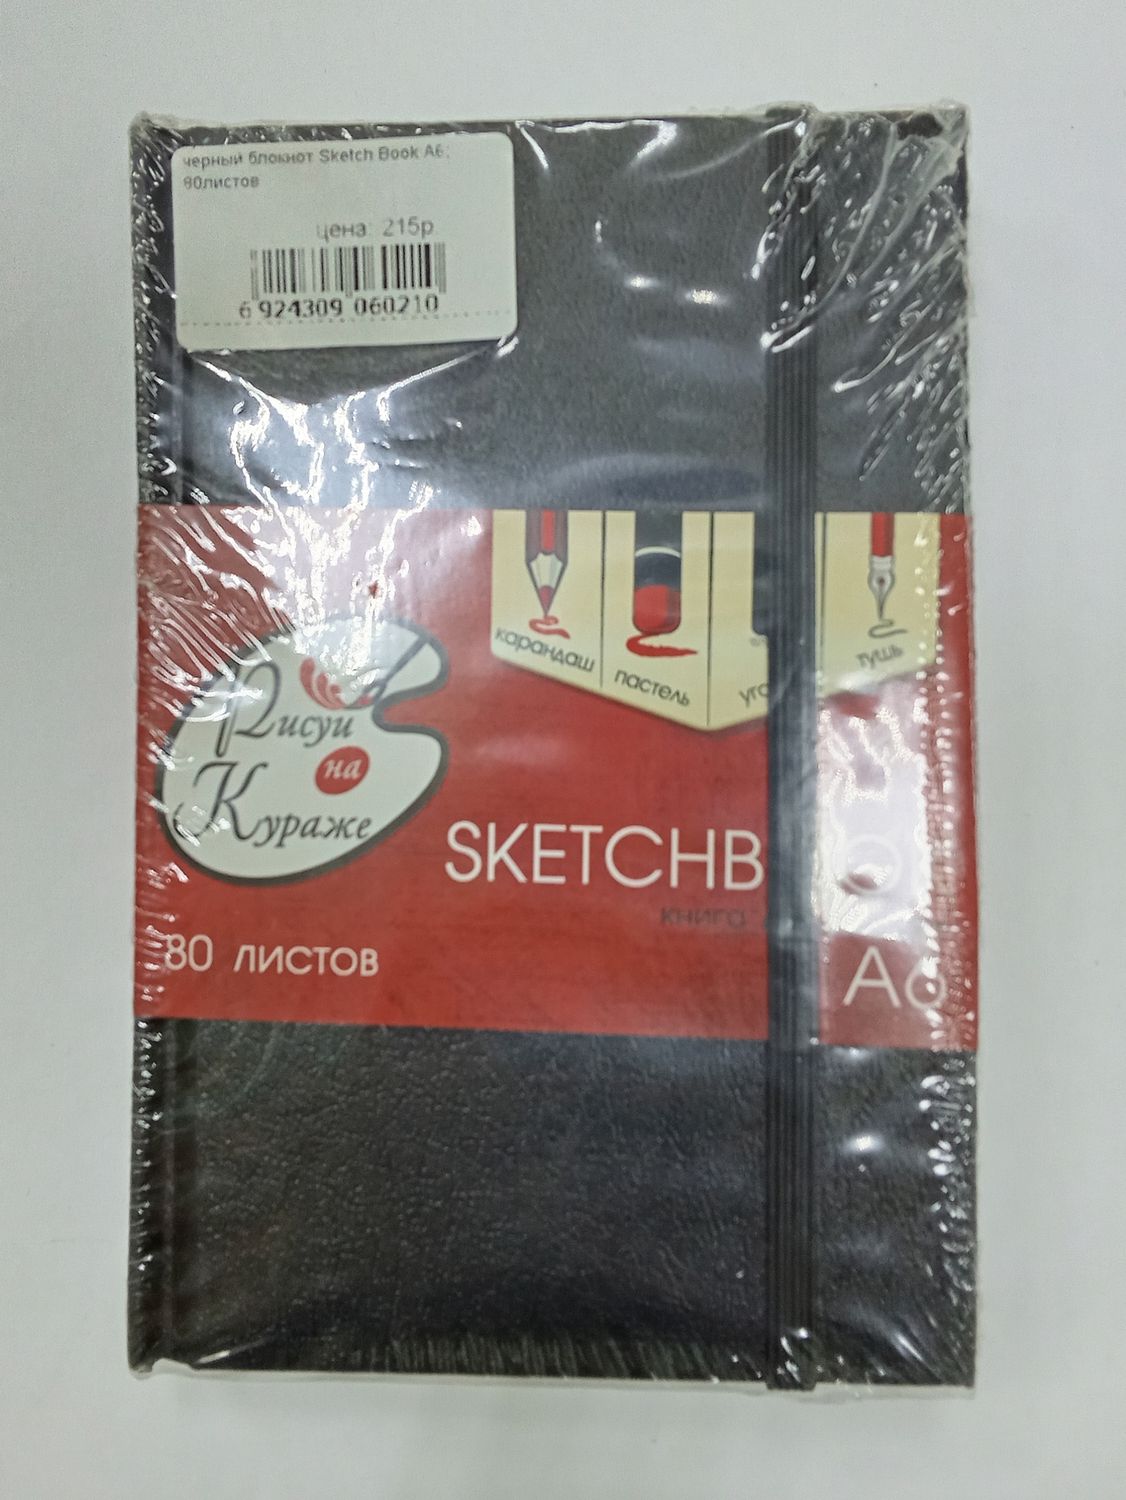 черный блокнот Sketch Book A6;
80листов
цена: 215р
6 924309 060210
карандаш
пастель
тушь
Рисуй
на
Кураже
SKETCHB
книга
80 листов
A6